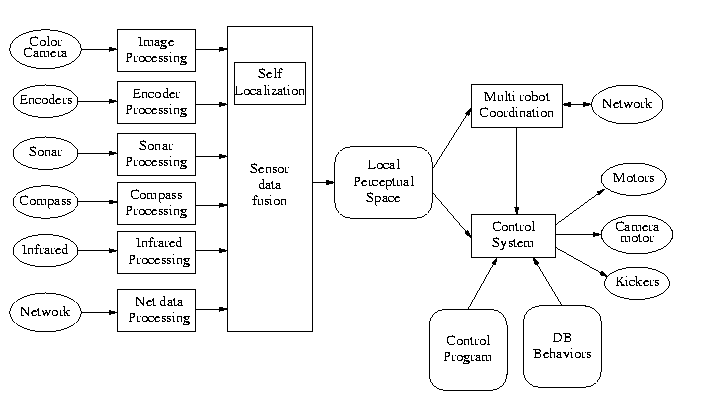 Color
Camera
Image
Processing
Encoders
Encoder
Processing
Sonar
Sonar
Processing
Compass
Compass
Processing
Infrared
Infrared
Processing
Network
Net data
Processing
Self
Localization
Sensor
data
fusion
Local
Perceptual
Space
Multi robot
Coordination
Network
Control
System
Motors
Camera
motor
Kickers
Control
Program
DB
Behaviors